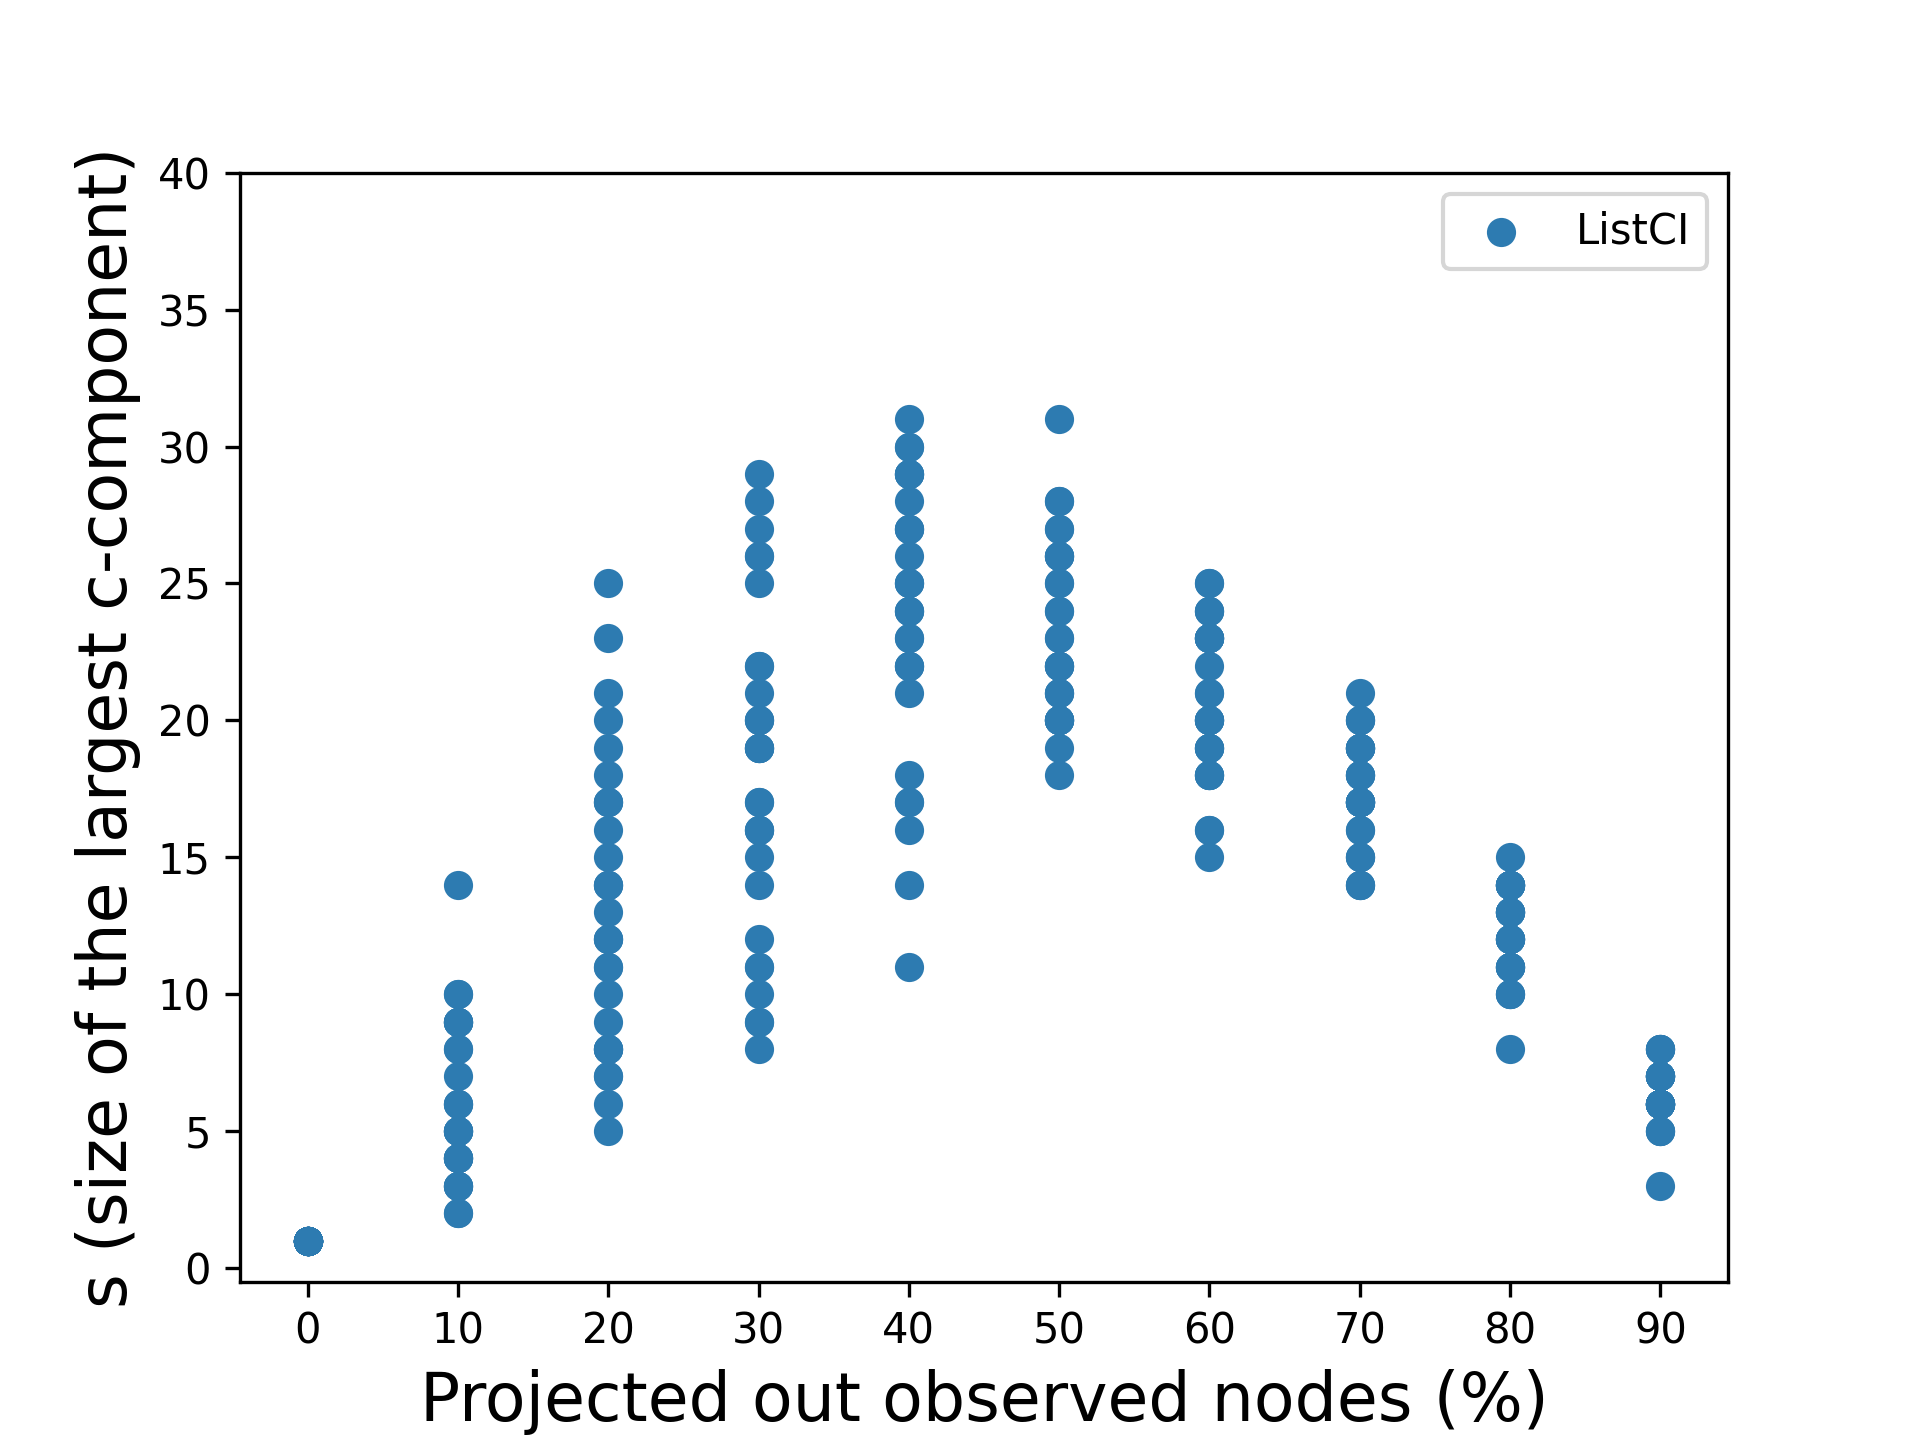 s (size of the largest c-component)
40
35
30
25
20
15
10
5
0
ListCI
0 10 20 30 40 50 60 70 80 90
Projected out observed nodes (%)